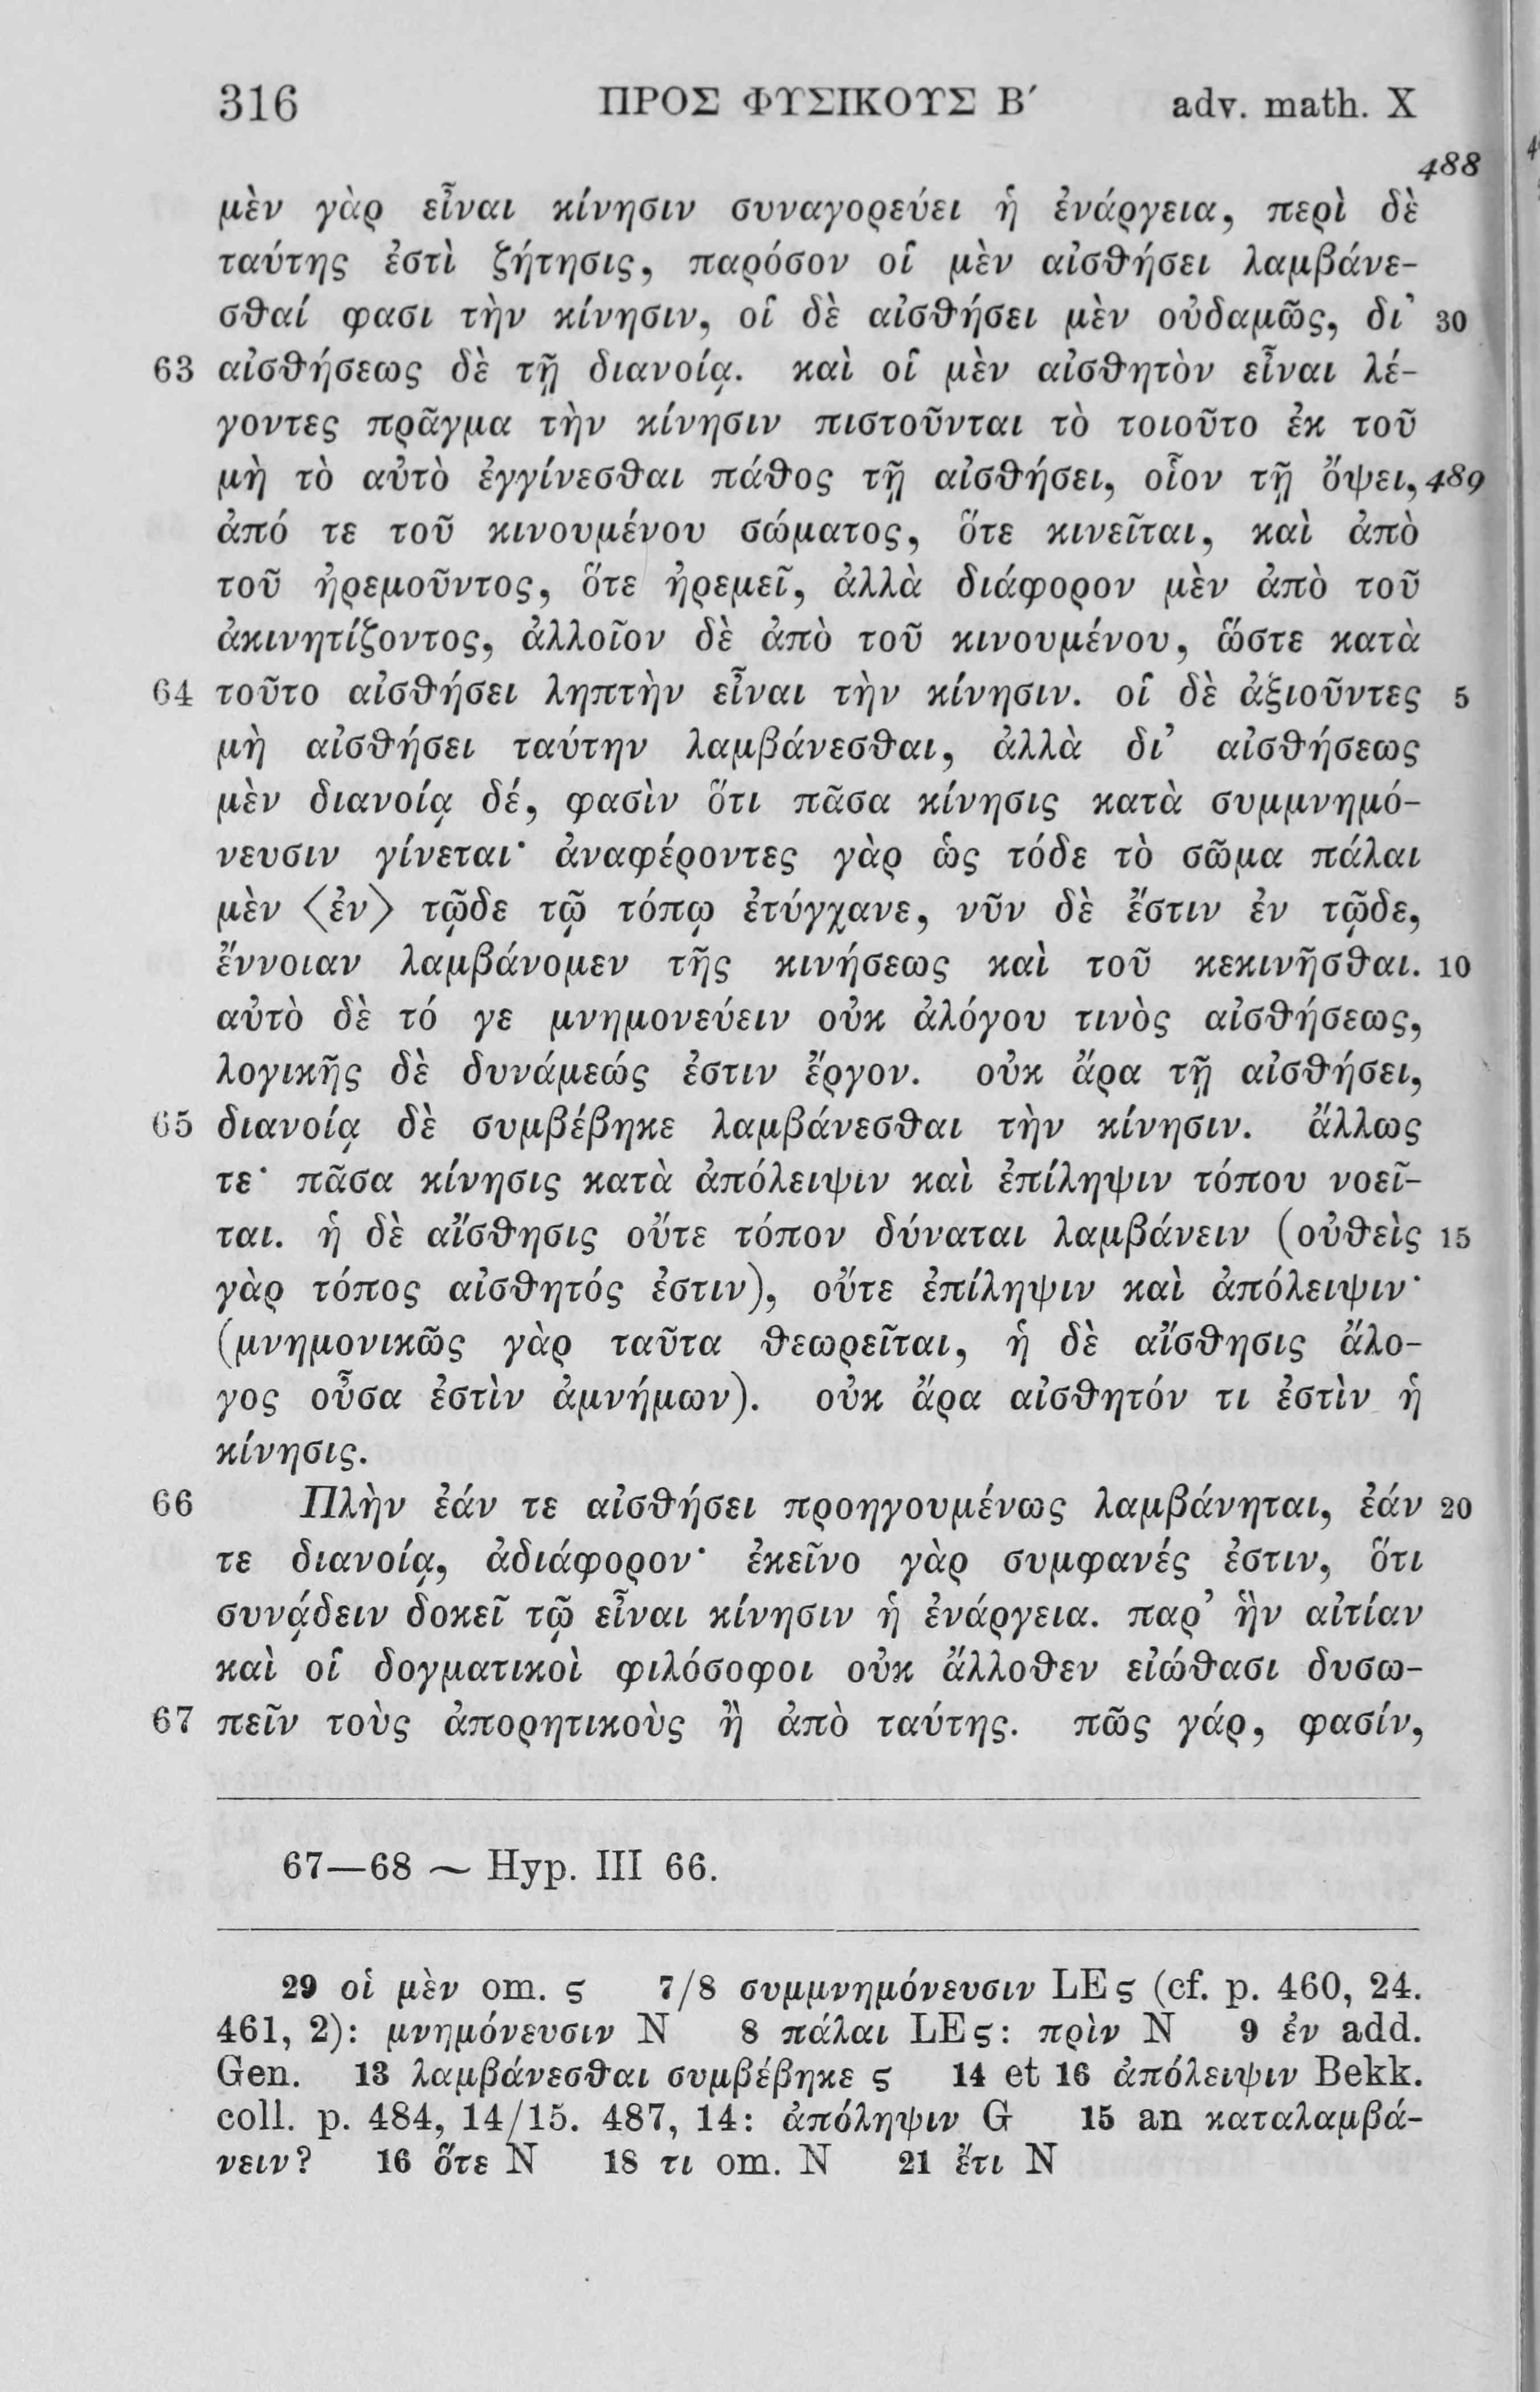 316 ΠΡΟΣ ΦΥΣΙΚΟΥΣ Β′ adv. math. X
488
μὲν γὰρ εἶναι κίνησιν συναγορεύει ἡ ἐνάργεια, περὶ δὲ
ταύτης ἐστὶ ζήτησις, παρόσον οἱ μὲν αἰσθήσει λαμβάνε-
σθαί φασι τὴν κίνησιν, οἱ δὲ αἰσθήσει μὲν οὐδαμῶς, δι’ 30
63 αἰσθήσεως δὲ τῇ διανοίᾳ. καὶ οἱ μὲν αἰσθητὸν εἶναι λέ-
γοντες πρᾶγμα τὴν κίνησιν πιστοῦνται τὸ τοιοῦτο ἐκ τοῦ
μὴ τὸ αὐτὸ ἐγγίνεσθαι πάθος τῇ αἰσθήσει, οἷον τῇ ὄψει, 489
ἀπό τε τοῦ κινουμένου σώματος, ὅτε κινεῖται, καὶ ἀπὸ
τοῦ ἠρεμοῦντος, ὅτε ἠρεμεῖ, ἀλλὰ διάφορον μὲν ἀπὸ τοῦ
ἀκινητίζοντος, ἀλλοῖον δὲ ἀπὸ τοῦ κινουμένου, ὥστε κατὰ
64 τοῦτο αἰσθήσει ληπτὴν εἶναι τὴν κίνησιν. οἱ δὲ ἀξιοῦντες 5
μὴ αἰσθήσει ταύτην λαμβάνεσθαι, ἀλλὰ δι’ αἰσθήσεως
μὲν διανοίᾳ δέ, φασὶν ὅτι πᾶσα κίνησις κατὰ συμμνημό-
νευσιν γίνεται· ἀναφέροντες γὰρ ὡς τόδε τὸ σῶμα πάλαι
μὲν ⟨ἐν⟩ τῷδε τῷ τόπῳ ἐτύγχανε, νῦν δὲ ἔστιν ἐν τῷδε,
ἔννοιαν λαμβάνομεν τῆς κινήσεως καὶ τοῦ κεκινῆσθαι. 10
αὐτὸ δὲ τό γε μνημονεύειν οὐκ ἀλόγου τινὸς αἰσθήσεως,
λογικῆς δὲ δυνάμεώς ἐστιν ἔργον. οὐκ ἄρα τῇ αἰσθήσει,
65 διανοίᾳ δὲ συμβέβηκε λαμβάνεσθαι τὴν κίνησιν. ἄλλως
τε· πᾶσα κίνησις κατὰ ἀπόλειψιν καὶ ἐπίληψιν τόπου νοεῖ-
ται. ἡ δὲ αἴσθησις οὔτε τόπον δύναται λαμβάνειν (οὐθεὶς 15
γὰρ τόπος αἰσθητός ἐστιν), οὔτε ἐπίληψιν καὶ ἀπόλειψιν·
(μνημονικῶς γὰρ ταῦτα θεωρεῖται, ἡ δὲ αἴσθησις ἄλο-
γος οὖσα ἐστὶν ἀμνήμων). οὐκ ἄρα αἰσθητόν τι ἐστὶν ἡ
κίνησις.
66 Πλὴν ἐάν τε αἰσθήσει προηγουμένως λαμβάνηται, ἐάν 20
τε διανοίᾳ, ἀδιάφορον· ἐκεῖνο γὰρ συμφανές ἐστιν, ὅτι
συνᾴδειν δοκεῖ τῷ εἶναι κίνησιν ἡ ἐνάργεια. παρ’ ἣν αἰτίαν
καὶ οἱ δογματικοὶ φιλόσοφοι οὐκ ἄλλοθεν εἰώθασι δυσω-
67 πεῖν τοὺς ἀπορητικοὺς ἢ ἀπὸ ταύτης. πῶς γάρ, φασίν,
67—68 ∼ Hyp. III 66.
29 οἱ μὲν om. ς 7/8 συμμνημόνευσιν LEς (cf. p. 460, 24.
461, 2): μνημόνευσιν N 8 πάλαι LEς: πρὶν N 9 ἐν add.
Gen. 13 λαμβάνεσθαι συμβέβηκε ς 14 et 16 ἀπόλειψιν Bekk.
coll. p. 484, 14/15. 487, 14: ἀπόληψιν G 15 an καταλαμβά-
νειν? 16 ὅτε N 18 τι om. N 21 ἔτι N